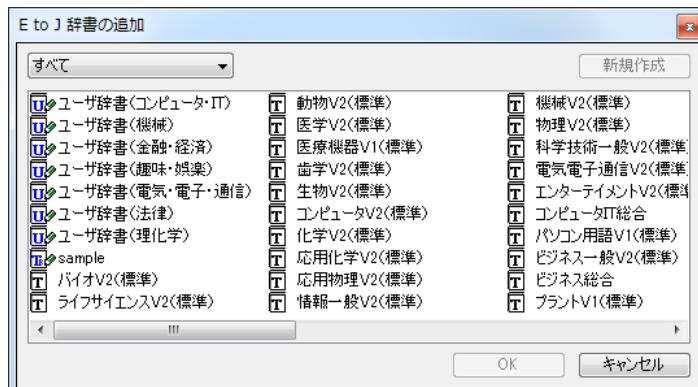 E to J 辞書の追加
すべて
新規作成
ユーザ辞書(コンピュータ・IT)
ユーザ辞書(機械)
ユーザ辞書(金融・経済)
ユーザ辞書(趣味・娯楽)
ユーザ辞書(電気・電子・通信)
ユーザ辞書(法律)
ユーザ辞書(理化学)
sample
バイオV2(標準)
ライフサイエンスV2(標準)
動物V2(標準)
医学V2(標準)
医療機器V1(標準)
歯学V2(標準)
生物V2(標準)
コンピュータV2(標準)
化学V2(標準)
応用化学V2(標準)
応用物理V2(標準)
情報一般V2(標準)
機械V2(標準)
物理V2(標準)
科学技術一般V2(標準
電気電子通信V2(標準
エンターテイメントV2(標準
コンピュータIT総合
パソコン用語V1(標準)
ビジネス一般V2(標準)
ビジネス総合
プラントV1(標準)
OK
キャンセル